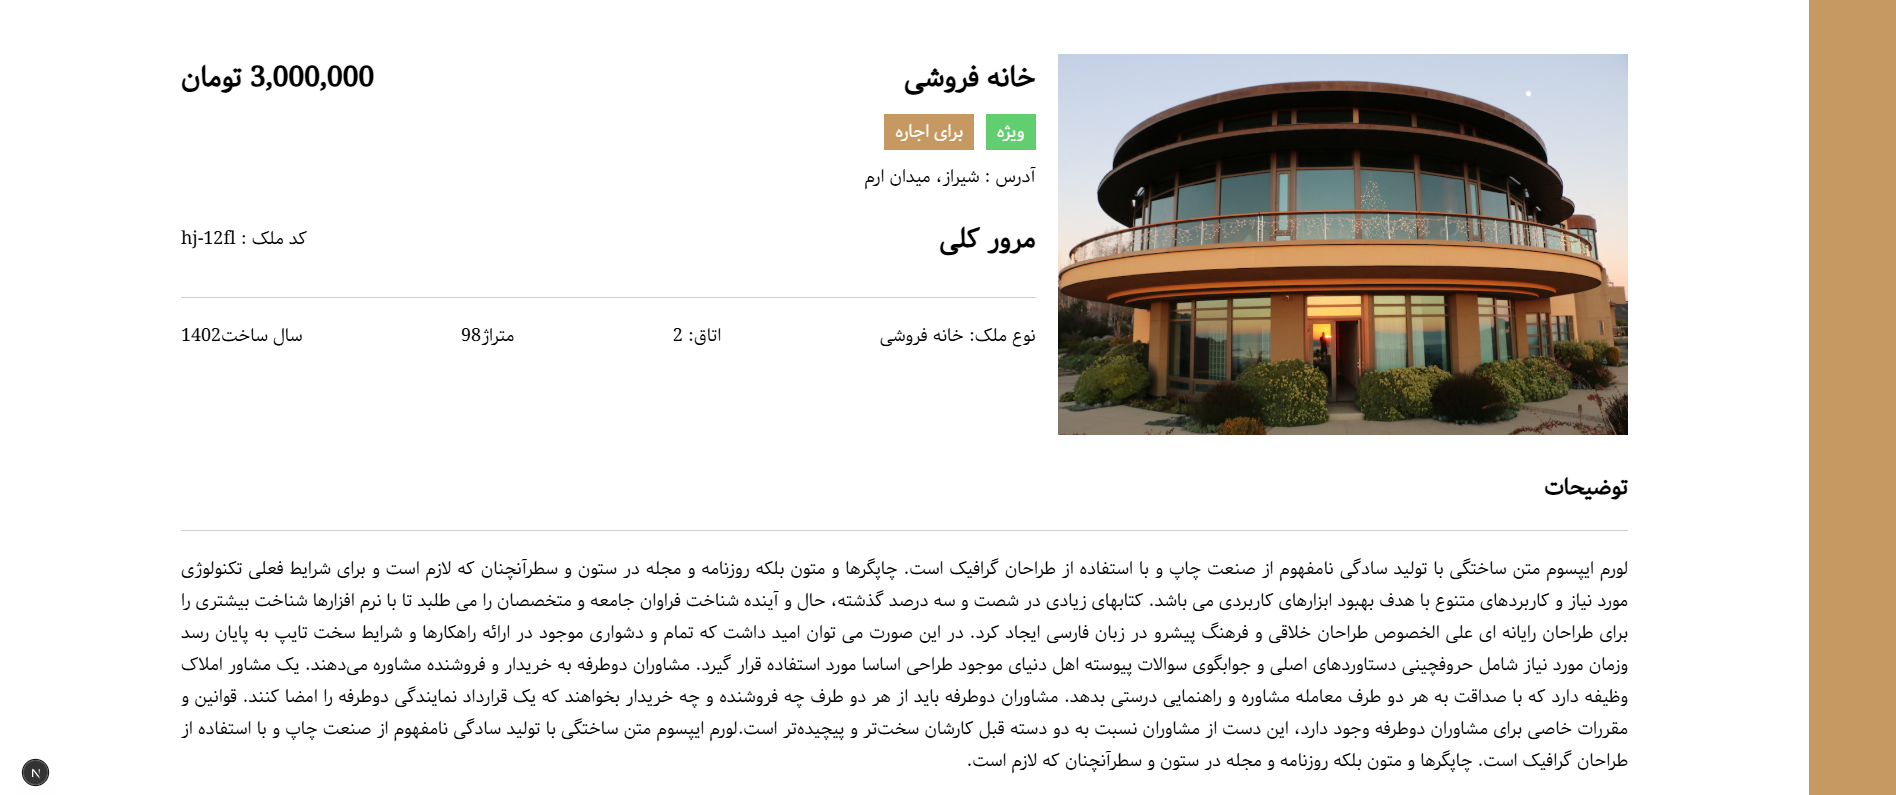 خانه فروشی
3,000,000 تومان
ویژه
برای اجاره
آدرس : شیراز، میدان ارم
مرور کلی
کد ملک : hj-12fl
نوع ملک: خانه فروشی
اتاق: 2
متراژ98
سال ساخت1402
توضیحات
لورم ایپسوم متن ساختگی با تولید سادگی نامفهوم از صنعت چاپ و با استفاده از طراحان گرافیک است. چاپگرها و متون بلکه روزنامه و مجله در ستون و سطرآنچنان که لازم است و برای شرایط فعلی تکنولوژی
مورد نیاز و کاربردهای متنوع با هدف بهبود ابزارهای کاربردی می باشد. کتابهای زیادی در شصت و سه درصد گذشته، حال و آینده شناخت فراوان جامعه و متخصصان را می طلبد تا با نرم افزارها شناخت بیشتری را
برای طراحان رایانه ای علی الخصوص طراحان خلاقی و فرهنگ پیشرو در زبان فارسی ایجاد کرد. در این صورت می توان امید داشت که تمام و دشواری موجود در ارائه راهکارها و شرایط سخت تایپ به پایان رسد
وزمان مورد نیاز شامل حروفچینی دستاوردهای اصلی و جوابگوی سوالات پیوسته اهل دنیای موجود طراحی اساسا مورد استفاده قرار گیرد. مشاوران دوطرفه به خریدار و فروشنده مشاوره می‌دهند. یک مشاور املاک
وظیفه دارد که با صداقت به هر دو طرف معامله مشاوره و راهنمایی درستی بدهد. مشاوران دوطرفه باید از هر دو طرف چه فروشنده و چه خریدار بخواهند که یک قرارداد نمایندگی دوطرفه را امضا کنند. قوانین و
مقررات خاصی برای مشاوران دوطرفه وجود دارد، این دست از مشاوران نسبت به دو دسته قبل کارشان سخت‌تر و پیچیده‌تر است.لورم ایپسوم متن ساختگی با تولید سادگی نامفهوم از صنعت چاپ و با استفاده از
طراحان گرافیک است. چاپگرها و متون بلکه روزنامه و مجله در ستون و سطرآنچنان که لازم است.
N